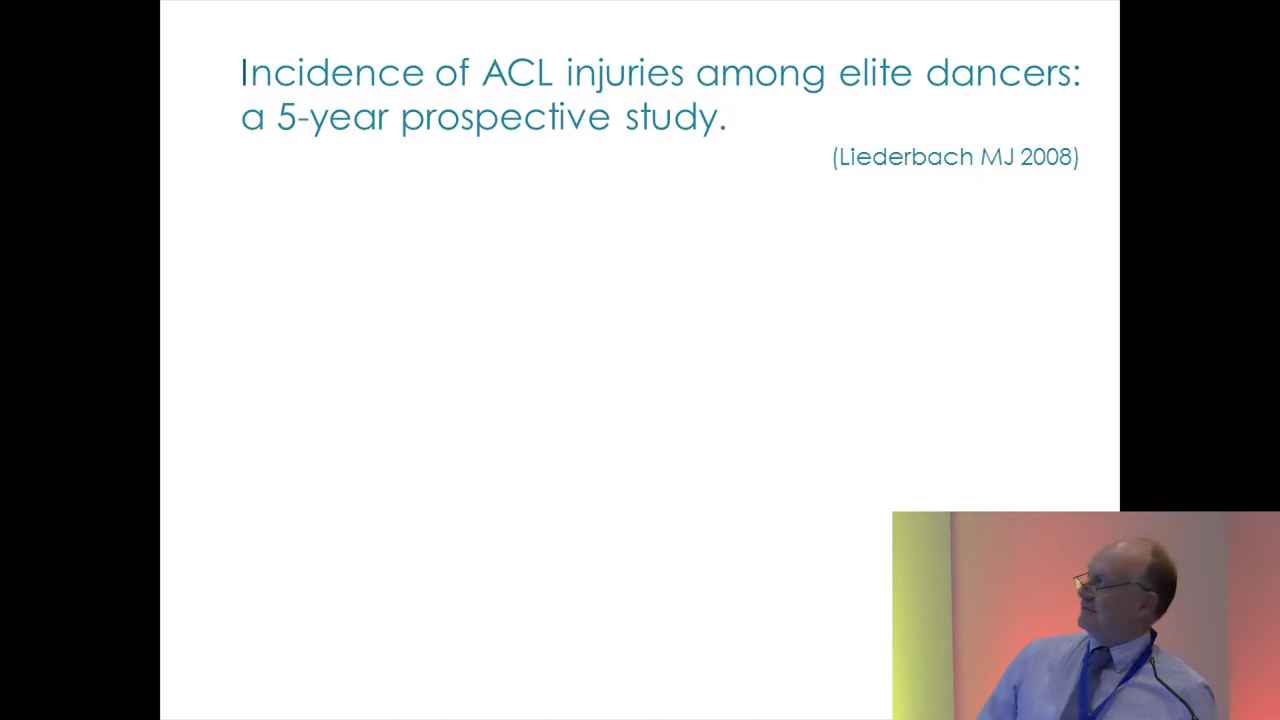 Incidence of ACL injuries among elite dancers:
a 5-year prospective study.
(Liederbach MJ 2008)